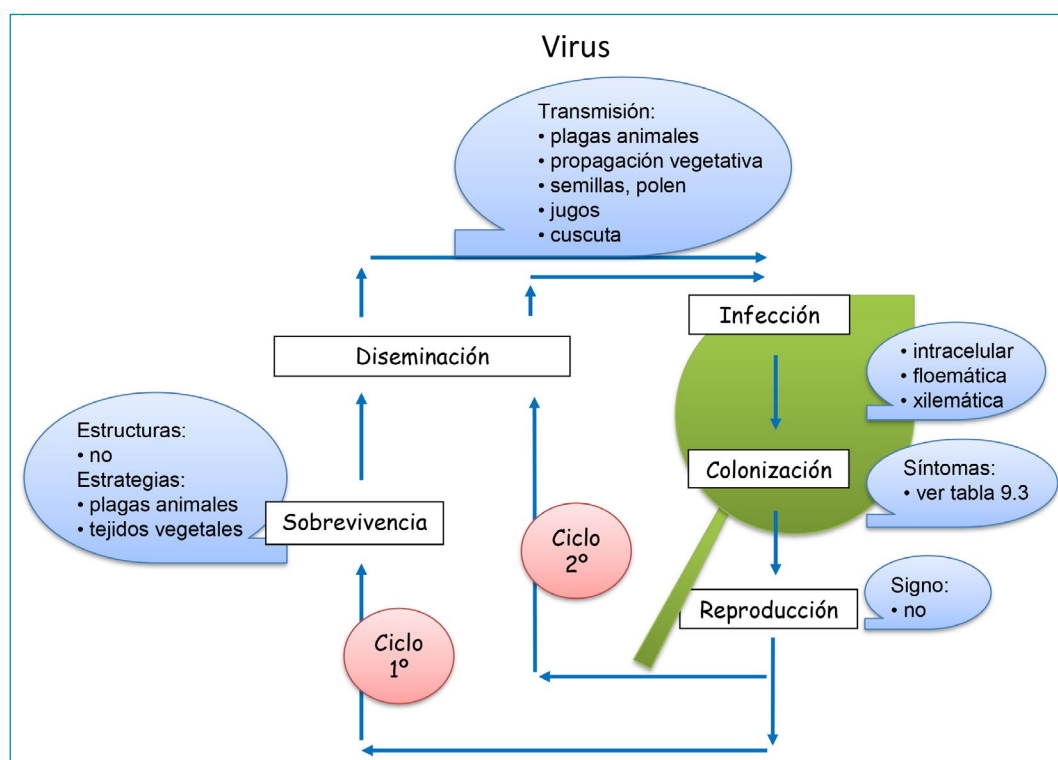 Virus
Transmisión:
• plagas animales
• propagación vegetativa
• semillas, polen
• jugos
• cuscuta
Infección
Diseminación
• intracelular
• floemática
• xilemática
Estructuras:
• no
Estrategias:
• plagas animales
• tejidos vegetales
Colonización
Síntomas:
• ver tabla 9.3
Sobrevivencia
Ciclo
2º
Signo:
• no
Reproducción
Ciclo
1º